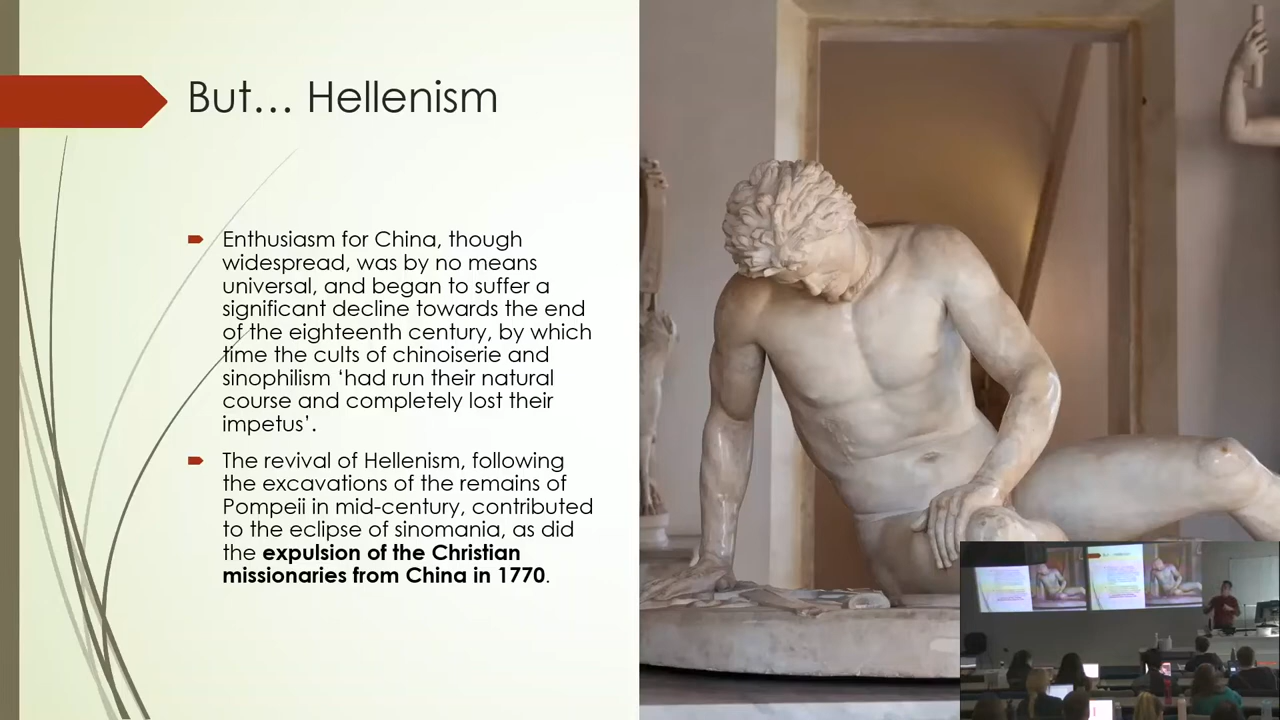 But… Hellenism
Enthusiasm for China, though
widespread, was by no means
universal, and began to suffer a
significant decline towards the end
of the eighteenth century, by which
time the cults of chinoiserie and
sinophilism ‘had run their natural
course and completely lost their
impetus’.
The revival of Hellenism, following
the excavations of the remains of
Pompeii in mid-century, contributed
to the eclipse of sinomania, as did
the expulsion of the Christian
missionaries from China in 1770.